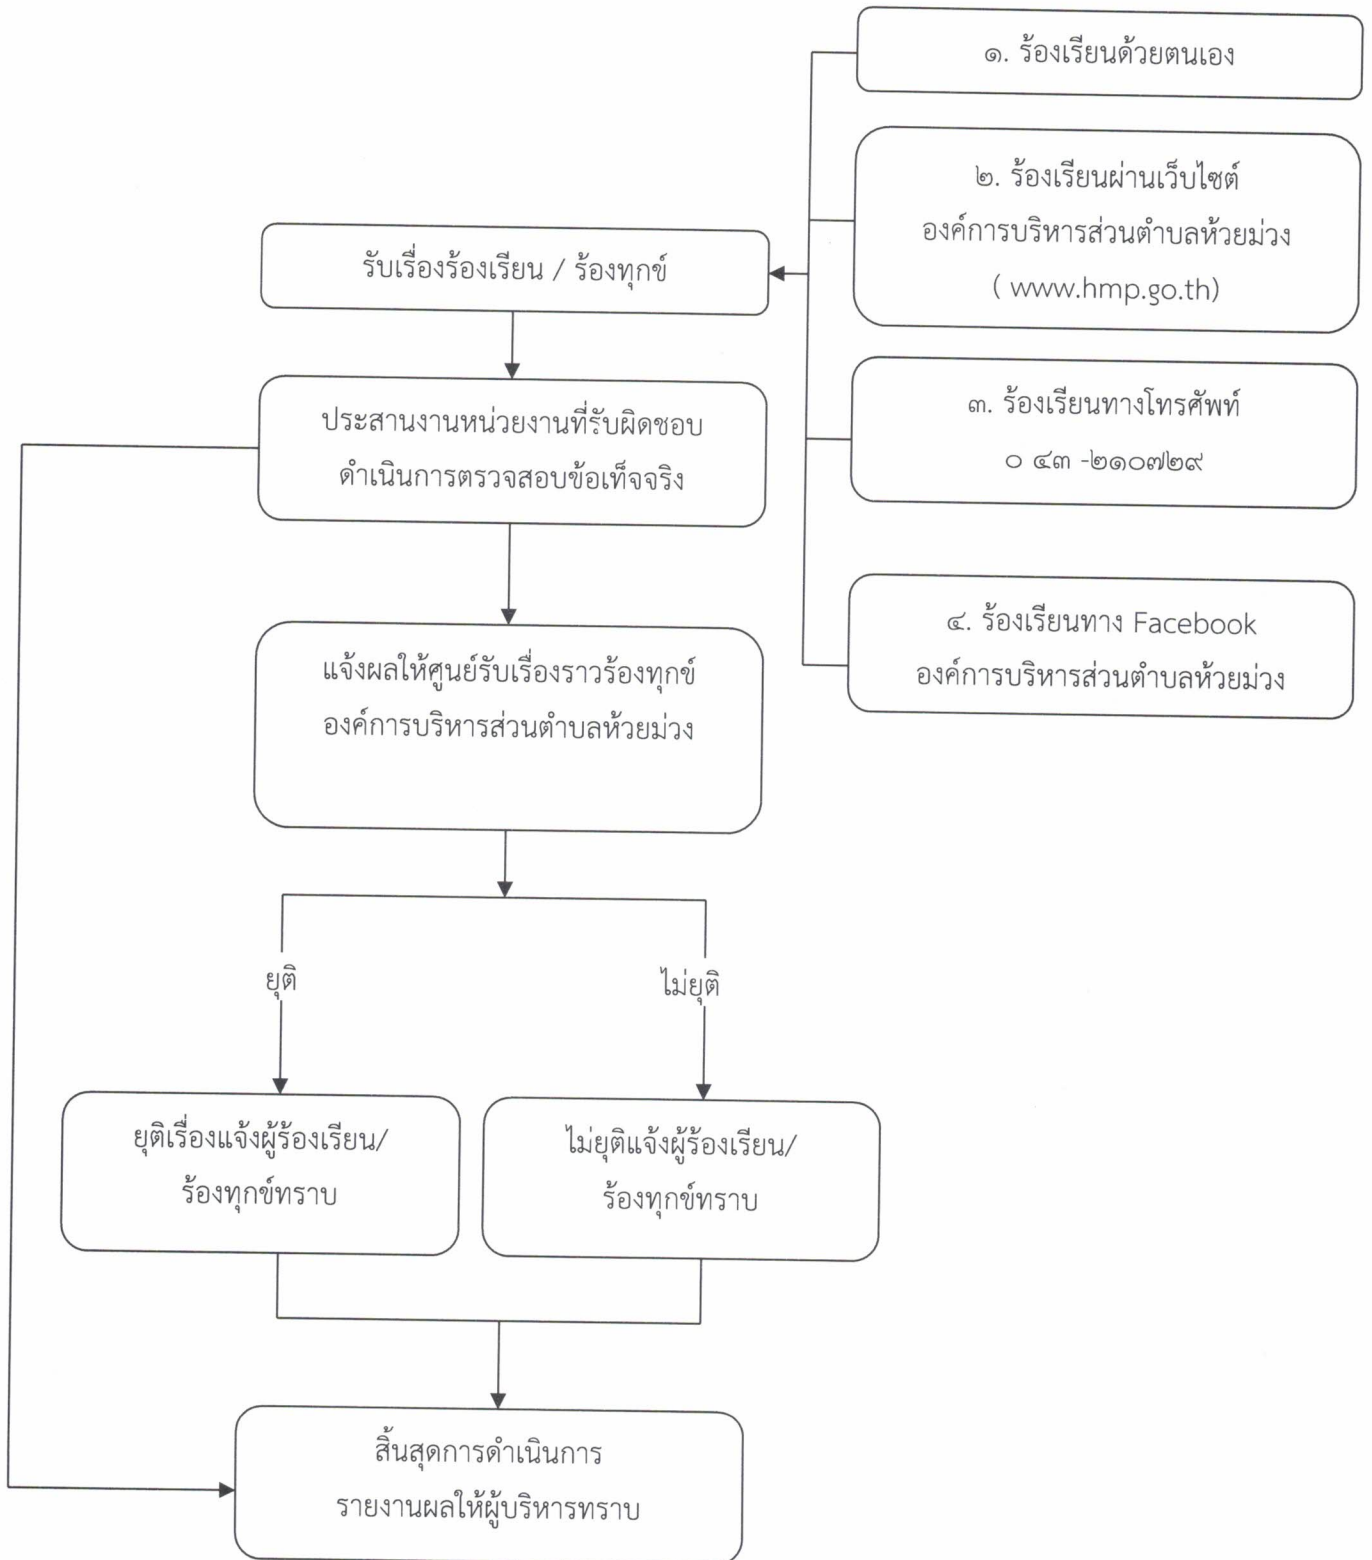 ๑. ร้องเรียนด้วยตนเอง
๒. ร้องเรียนผ่านเว็บไซต์
องค์การบริหารส่วนตำบลห้วยม่วง
( www.hmp.go.th)
รับเรื่องร้องเรียน / ร้องทุกข์
๓. ร้องเรียนทางโทรศัพท์
๐ ๔๓ -๒๑๐๗๒๙
ประสานงานหน่วยงานที่รับผิดชอบ
ดำเนินการตรวจสอบข้อเท็จจริง
๔. ร้องเรียนทาง Facebook
องค์การบริหารส่วนตำบลห้วยม่วง
แจ้งผลให้ศูนย์รับเรื่องราวร้องทุกข์
องค์การบริหารส่วนตำบลห้วยม่วง
ยุติ
ไม่ยุติ
ยุติเรื่องแจ้งผู้ร้องเรียน/
ร้องทุกข์ทราบ
ไม่ยุติแจ้งผู้ร้องเรียน/
ร้องทุกข์ทราบ
สิ้นสุดการดำเนินการ
รายงานผลให้ผู้บริหารทราบ